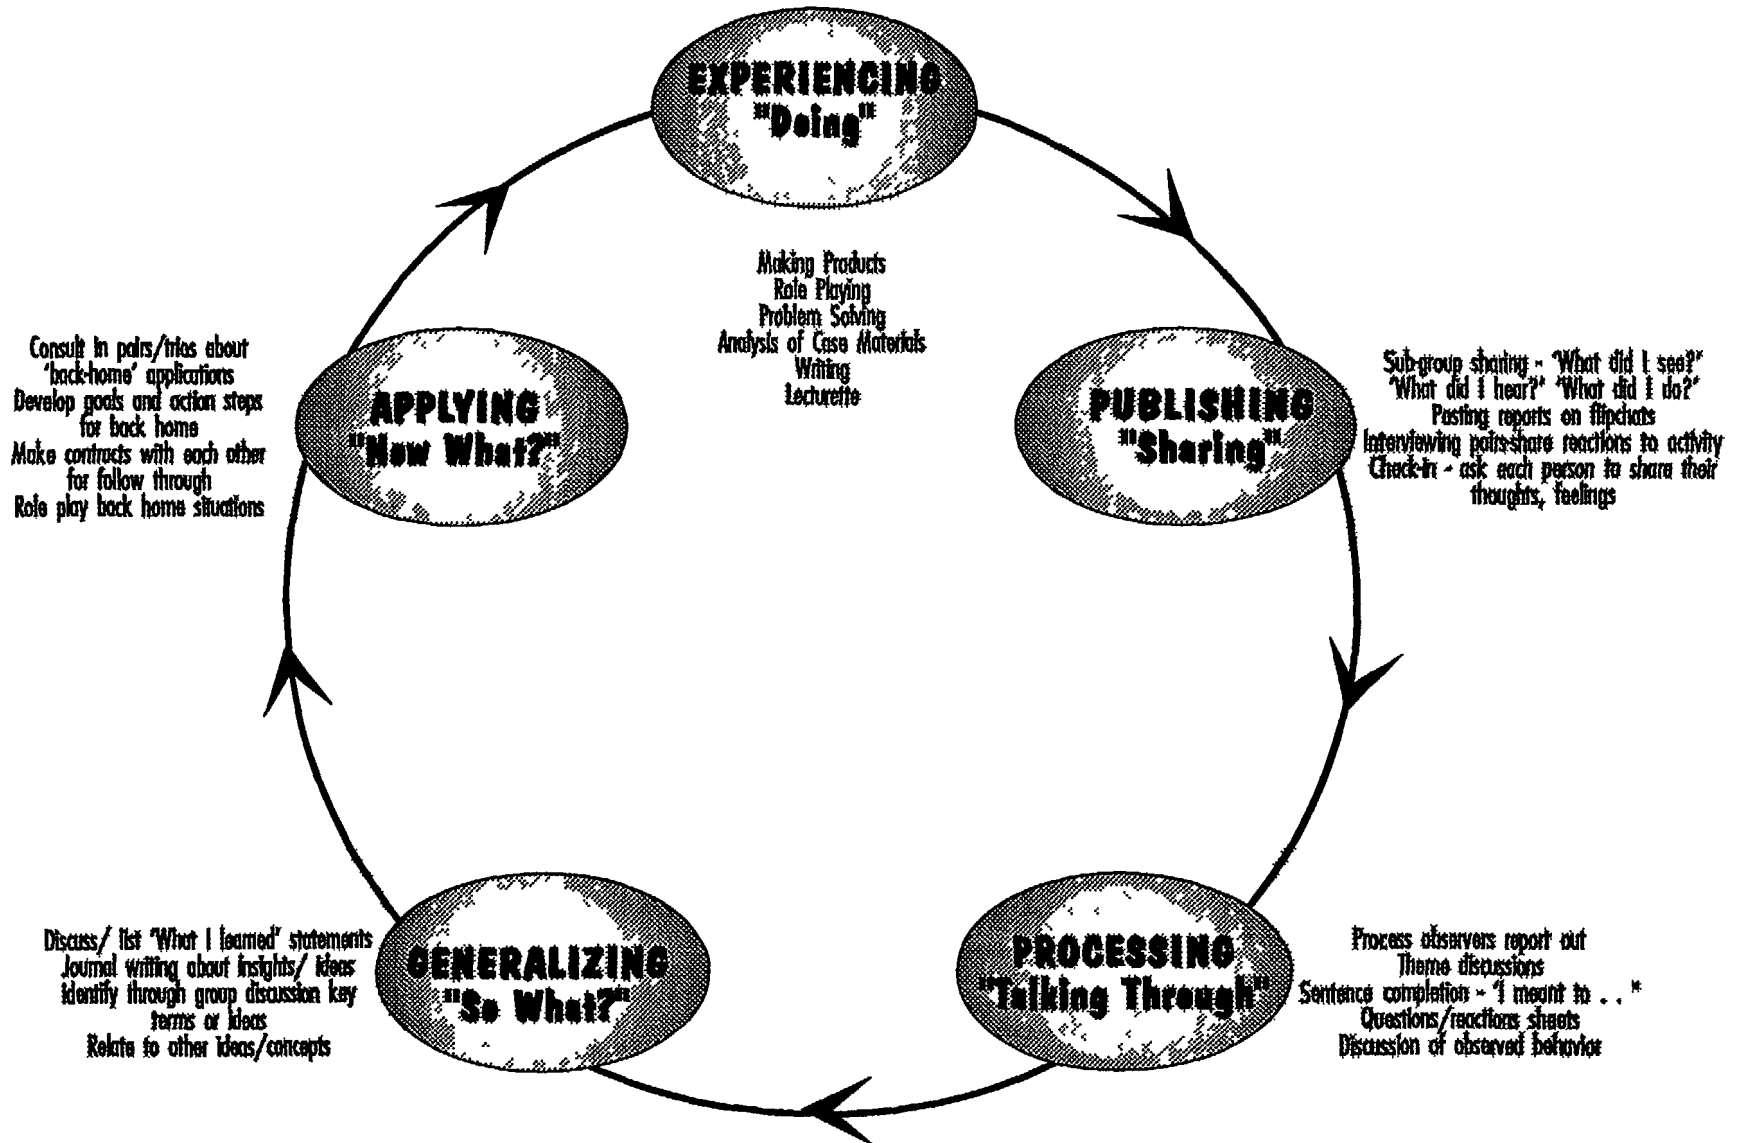 EXPERIENCING
"Doing"
Making Products
Role Playing
Problem Solving
Analysis of Case Materials
Writing
Lecturette
PUBLISHING
"Sharing"
Sub-group sharing - "What did I see?"
"What did I hear?" "What did I do?"
Posting reports on flipchats
Interviewing pairs-share reactions to activity
Check-in - ask each person to share their
thoughts, feelings
PROCESSING
"Talking Through"
Process observers report out
Theme discussions
Sentence completion - "I meant to . . "
Questions/reactions sheets
Discussion of observed behavior
GENERALIZING
"So What?"
Discuss/ list "What I learned" statements
Journal writing about insights/ ideas
Identify through group discussion key
terms or ideas
Relate to other ideas/concepts
APPLYING
"Now What?"
Consult in pairs/trios about
'back-home' applications
Develop goals and action steps
for back home
Make contracts with each other
for follow through
Role play back home situations